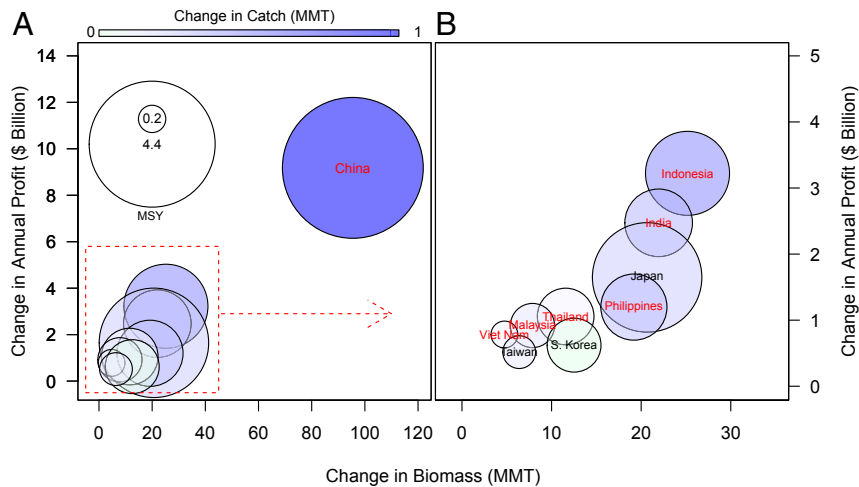 A
Change in Catch (MMT)
0
1
B
Change in Annual Profit ($ Billion)
14
12
10
8
6
4
2
0
0.2
4.4
MSY
China
0
20
40
60
80
100
120
Indonesia
India
Japan
Philippines
Thailand
Malaysia
Viet Nam
Taiwan
S. Korea
0
10
20
30
5
4
3
2
1
0
Change in Annual Profit ($ Billion)
Change in Biomass (MMT)